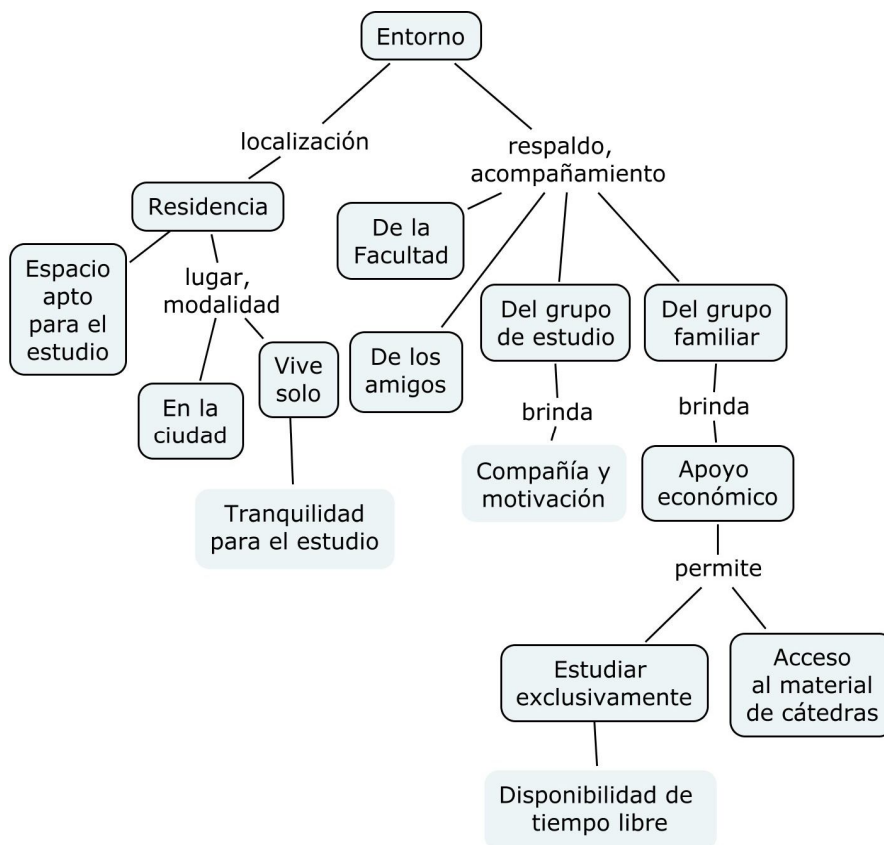 Entorno
localización
respaldo,
acompañamiento
Residencia
De la
Facultad
Espacio
apto
para el
estudio
lugar,
modalidad
Del grupo
de estudio
Del grupo
familiar
De los
amigos
Vive
solo
En la
ciudad
brinda
brinda
Compañía y
motivación
Apoyo
económico
Tranquilidad
para el estudio
permite
Estudiar
exclusivamente
Acceso
al material
de cátedras
Disponibilidad de
tiempo libre